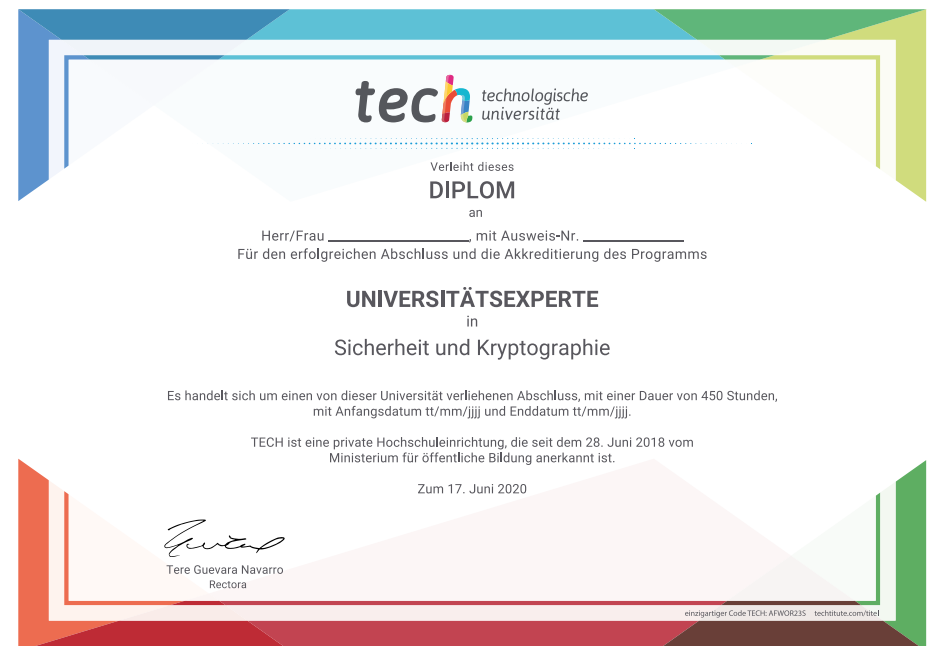 tech technologische
universität
Verleiht dieses
DIPLOM
an
Herr/Frau ____________, mit Ausweis-Nr. ____________
Für den erfolgreichen Abschluss und die Akkreditierung des Programms
UNIVERSITÄTSEXPERTE
in
Sicherheit und Kryptographie
Es handelt sich um einen von dieser Universität verliehenen Abschluss, mit einer Dauer von 450 Stunden,
mit Anfangsdatum tt/mm/jjjj und Enddatum tt/mm/jjjj.
TECH ist eine private Hochschuleinrichtung, die seit dem 28. Juni 2018 vom
Ministerium für öffentliche Bildung anerkannt ist.
Zum 17. Juni 2020
Tere Guevara Navarro
Rectora
einzigartiger Code TECH: AFWOR23S techtitute.com/titel